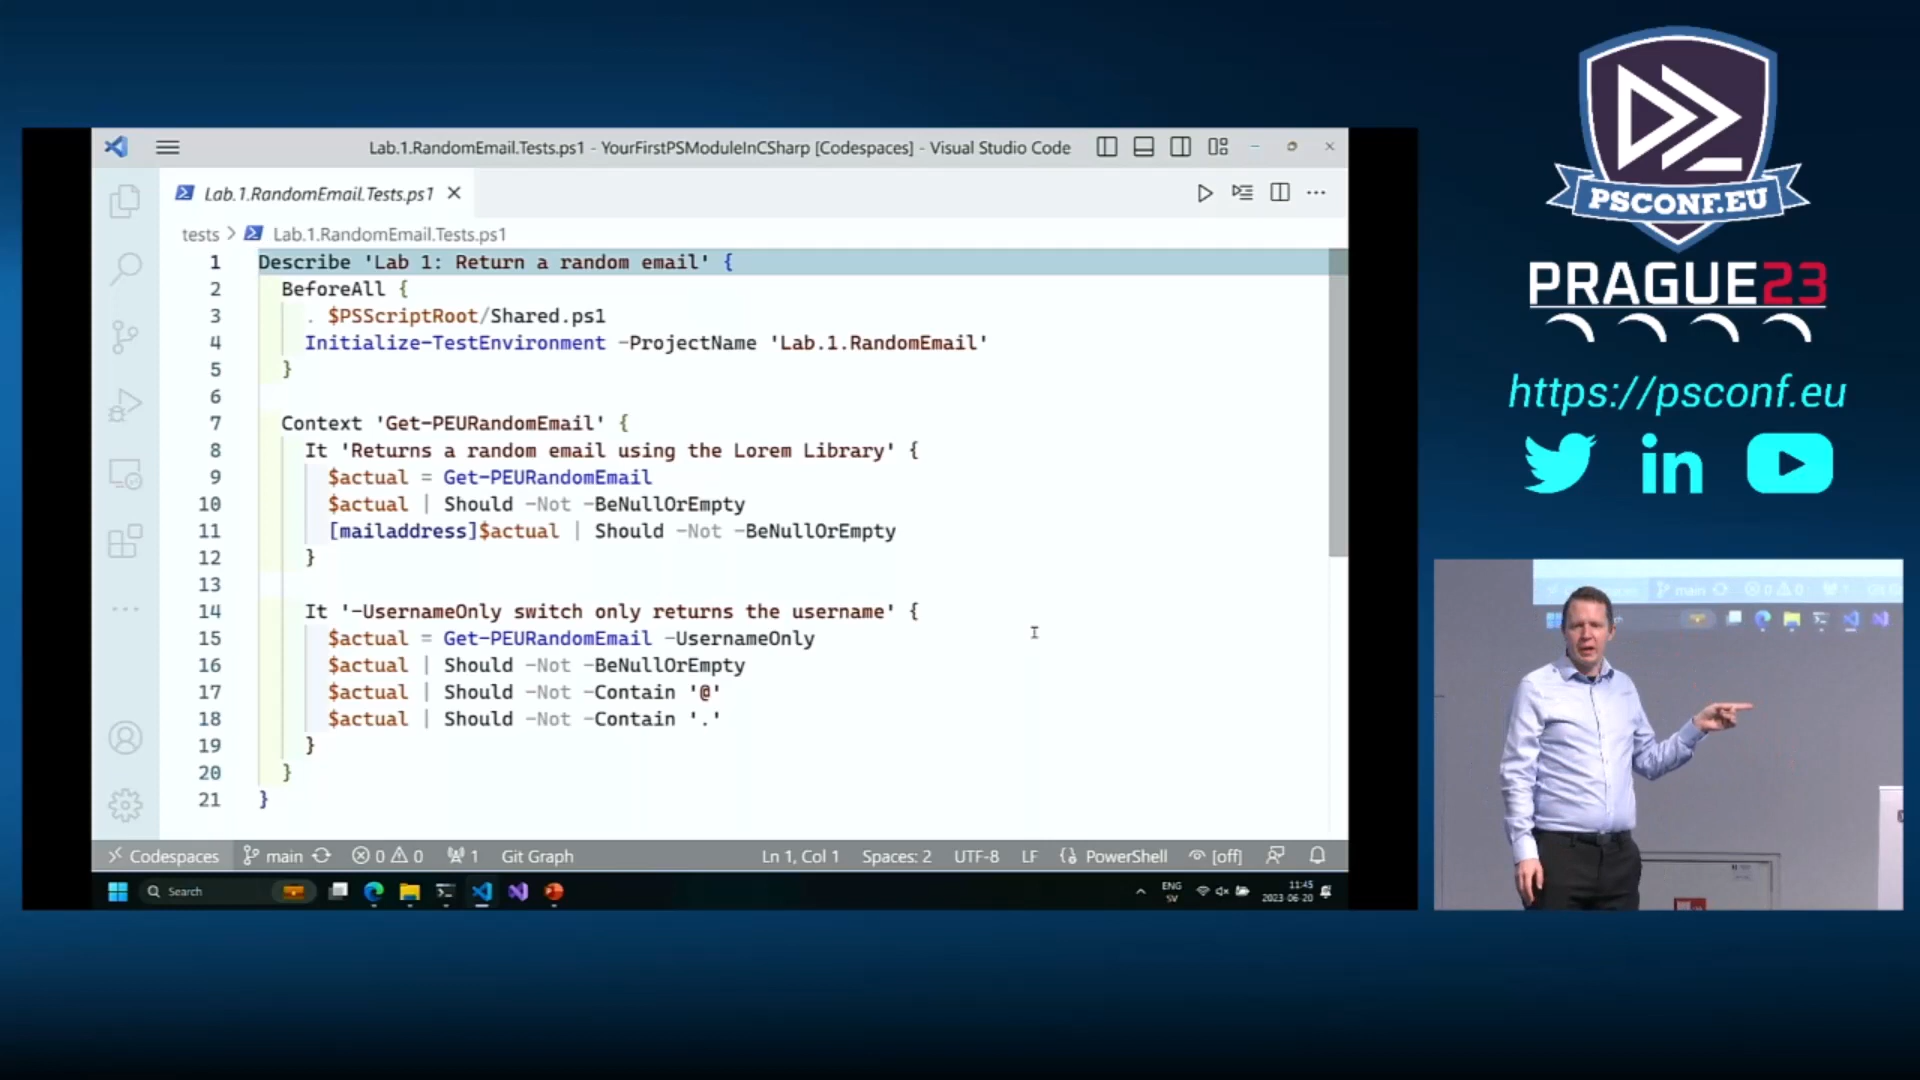 Lab.1.RandomEmail.Tests.ps1 - YourFirstPSModuleInCSharp [Codespaces] - Visual Studio Code
Lab.1.RandomEmail.Tests.ps1
tests > Lab.1.RandomEmail.Tests.ps1
1 Describe 'Lab 1: Return a random email' {
2 BeforeAll {
3 . $PSScriptRoot/Shared.ps1
4 Initialize-TestEnvironment -ProjectName 'Lab.1.RandomEmail'
5 }
6
7 Context 'Get-PEURandomEmail' {
8 It 'Returns a random email using the Lorem Library' {
9 $actual = Get-PEURandomEmail
10 $actual | Should -Not -BeNullOrEmpty
11 [mailaddress]$actual | Should -Not -BeNullOrEmpty
12 }
13
14 It '-UsernameOnly switch only returns the username' {
15 $actual = Get-PEURandomEmail -UsernameOnly
16 $actual | Should -Not -BeNullOrEmpty
17 $actual | Should -Not -Contain '@'
18 $actual | Should -Not -Contain '.'
19 }
20 }
21 }
Codespaces main 0 0 1 Git Graph Ln 1, Col 1 Spaces: 2 UTF-8 LF PowerShell [off]
Search
ENG
SV
11:45
2023-06-20
PSCONF.EU
PRAGUE23
https://psconf.eu
in
main